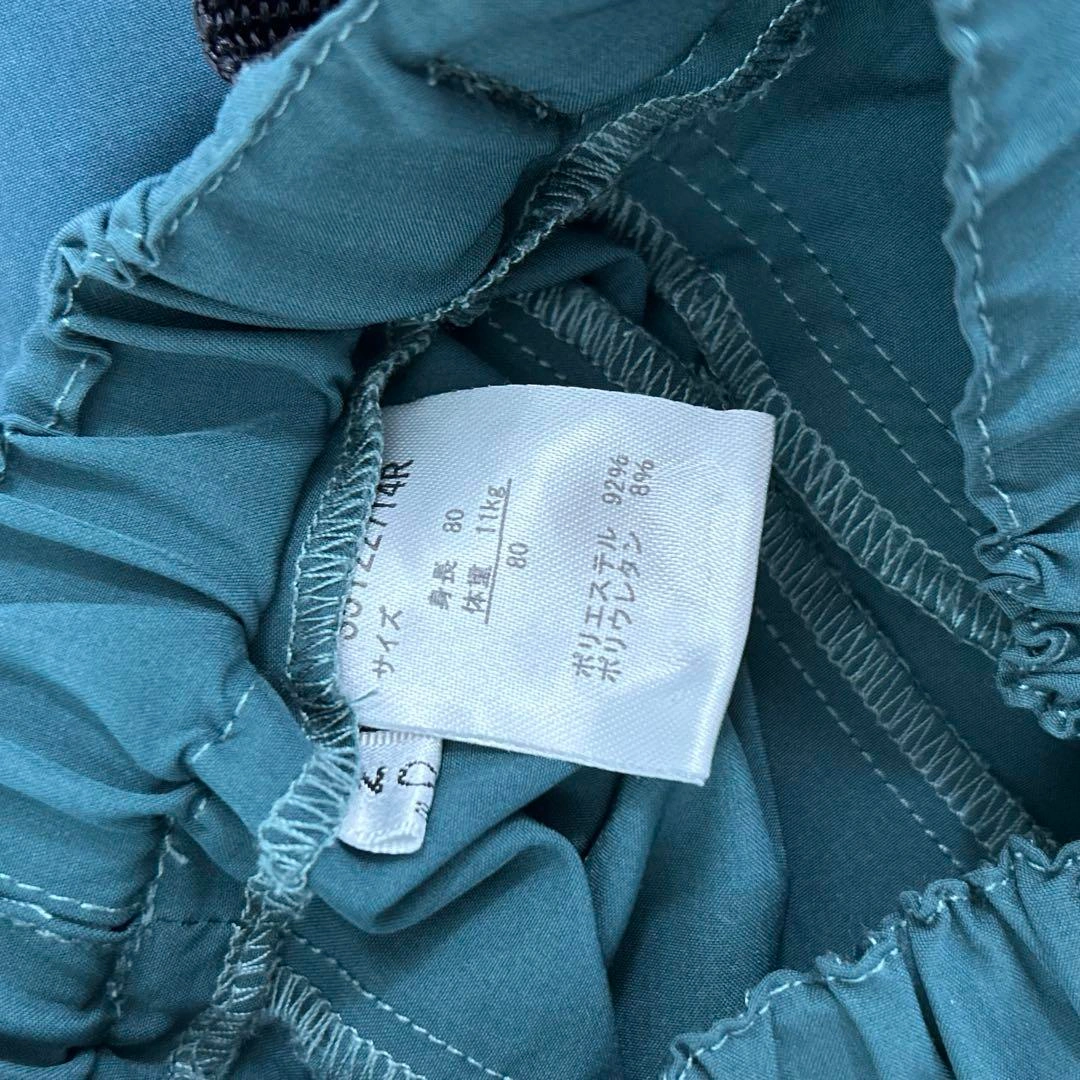 サイズ
身長 80
体重 11kg
80
ポリエステル 92%
ポリウレタン 8%